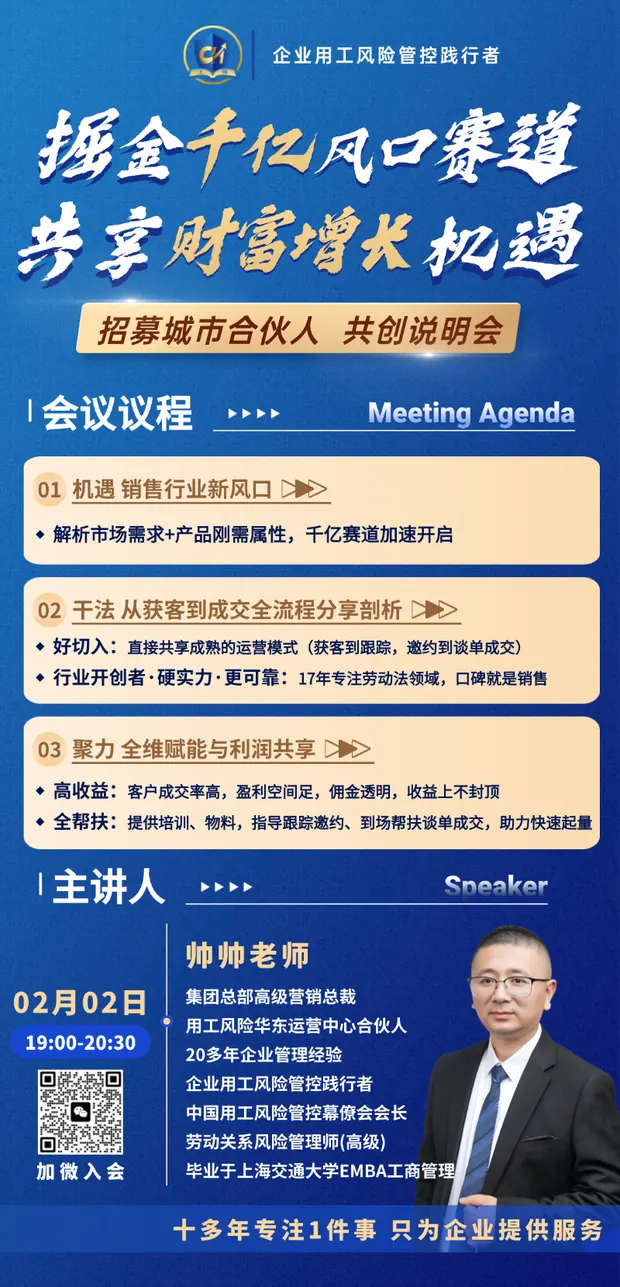 CH
企业用工风险管控践行者
掘金千亿风口赛道
共享财富增长机遇
招募城市合伙人 共创说明会
会议议程
Meeting Agenda
01 机遇 销售行业新风口
解析市场需求+产品刚需属性，千亿赛道加速开启
02 干法 从获客到成交全流程分享剖析
好切入：直接共享成熟的运营模式（获客到跟踪，邀约到谈单成交）
行业开创者·硬实力·更可靠：17年专注劳动法领域，口碑就是销售
03 聚力 全维赋能与利润共享
高收益：客户成交率高，盈利空间足，佣金透明，收益上不封顶
全帮扶：提供培训、物料，指导跟踪邀约、到场帮扶谈单成交，助力快速起量
主讲人
Speaker
02月02日
19:00-20:30
加微入会
帅帅老师
集团总部高级营销总裁
用工风险华东运营中心合伙人
20多年企业管理经验
企业用工风险管控践行者
中国用工风险管控幕僚会会长
劳动关系风险管理师(高级)
毕业于上海交通大学EMBA工商管理
十多年专注1件事 只为企业提供服务